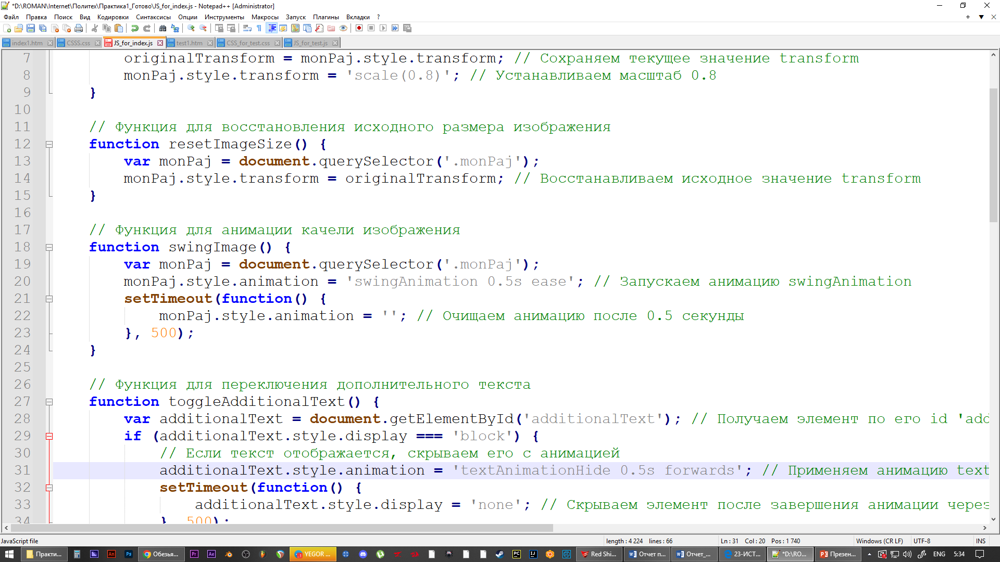 *D:\ROMAN\Internet\Политех\Практика1_Готово\JS_for_index.js - Notepad++ [Administrator]
Файл Правка Поиск Вид Кодировки Синтаксисы Опции Инструменты Макросы Запуск Плагины Вкладки ?
index1.htm CSSS.css JS_for_index.js test1.htm CSS_for_test.css JS_for_test.js
7 originalTransform = monPaj.style.transform; // Сохраняем текущее значение transform
8 monPaj.style.transform = 'scale(0.8)'; // Устанавливаем масштаб 0.8
9 }
10
11 // Функция для восстановления исходного размера изображения
12 function resetImageSize() {
13 var monPaj = document.querySelector('.monPaj');
14 monPaj.style.transform = originalTransform; // Восстанавливаем исходное значение transform
15 }
16
17 // Функция для анимации качели изображения
18 function swingImage() {
19 var monPaj = document.querySelector('.monPaj');
20 monPaj.style.animation = 'swingAnimation 0.5s ease'; // Запускаем анимацию swingAnimation
21 setTimeout(function() {
22 monPaj.style.animation = ''; // Очищаем анимацию после 0.5 секунды
23 }, 500);
24 }
25
26 // Функция для переключения дополнительного текста
27 function toggleAdditionalText() {
28 var additionalText = document.getElementById('additionalText'); // Получаем элемент по его id 'add
29 if (additionalText.style.display === 'block') {
30 // Если текст отображается, скрываем его с анимацией
31 additionalText.style.animation = 'textAnimationHide 0.5s forwards'; // Применяем анимацию text
32 setTimeout(function() {
33 additionalText.style.display = 'none'; // Скрываем элемент после завершения анимации через
34 }, 500);
JavaScript file length : 4 224 lines : 66 Ln : 31 Col : 20 Pos : 1 740 Windows (CR LF) UTF-8 INS
Практи... Обезья... YEGOR ... Red Shi... Отчет п... Отчет_... 23-ИСТ... *D:\RO... Презен... ENG 5:34